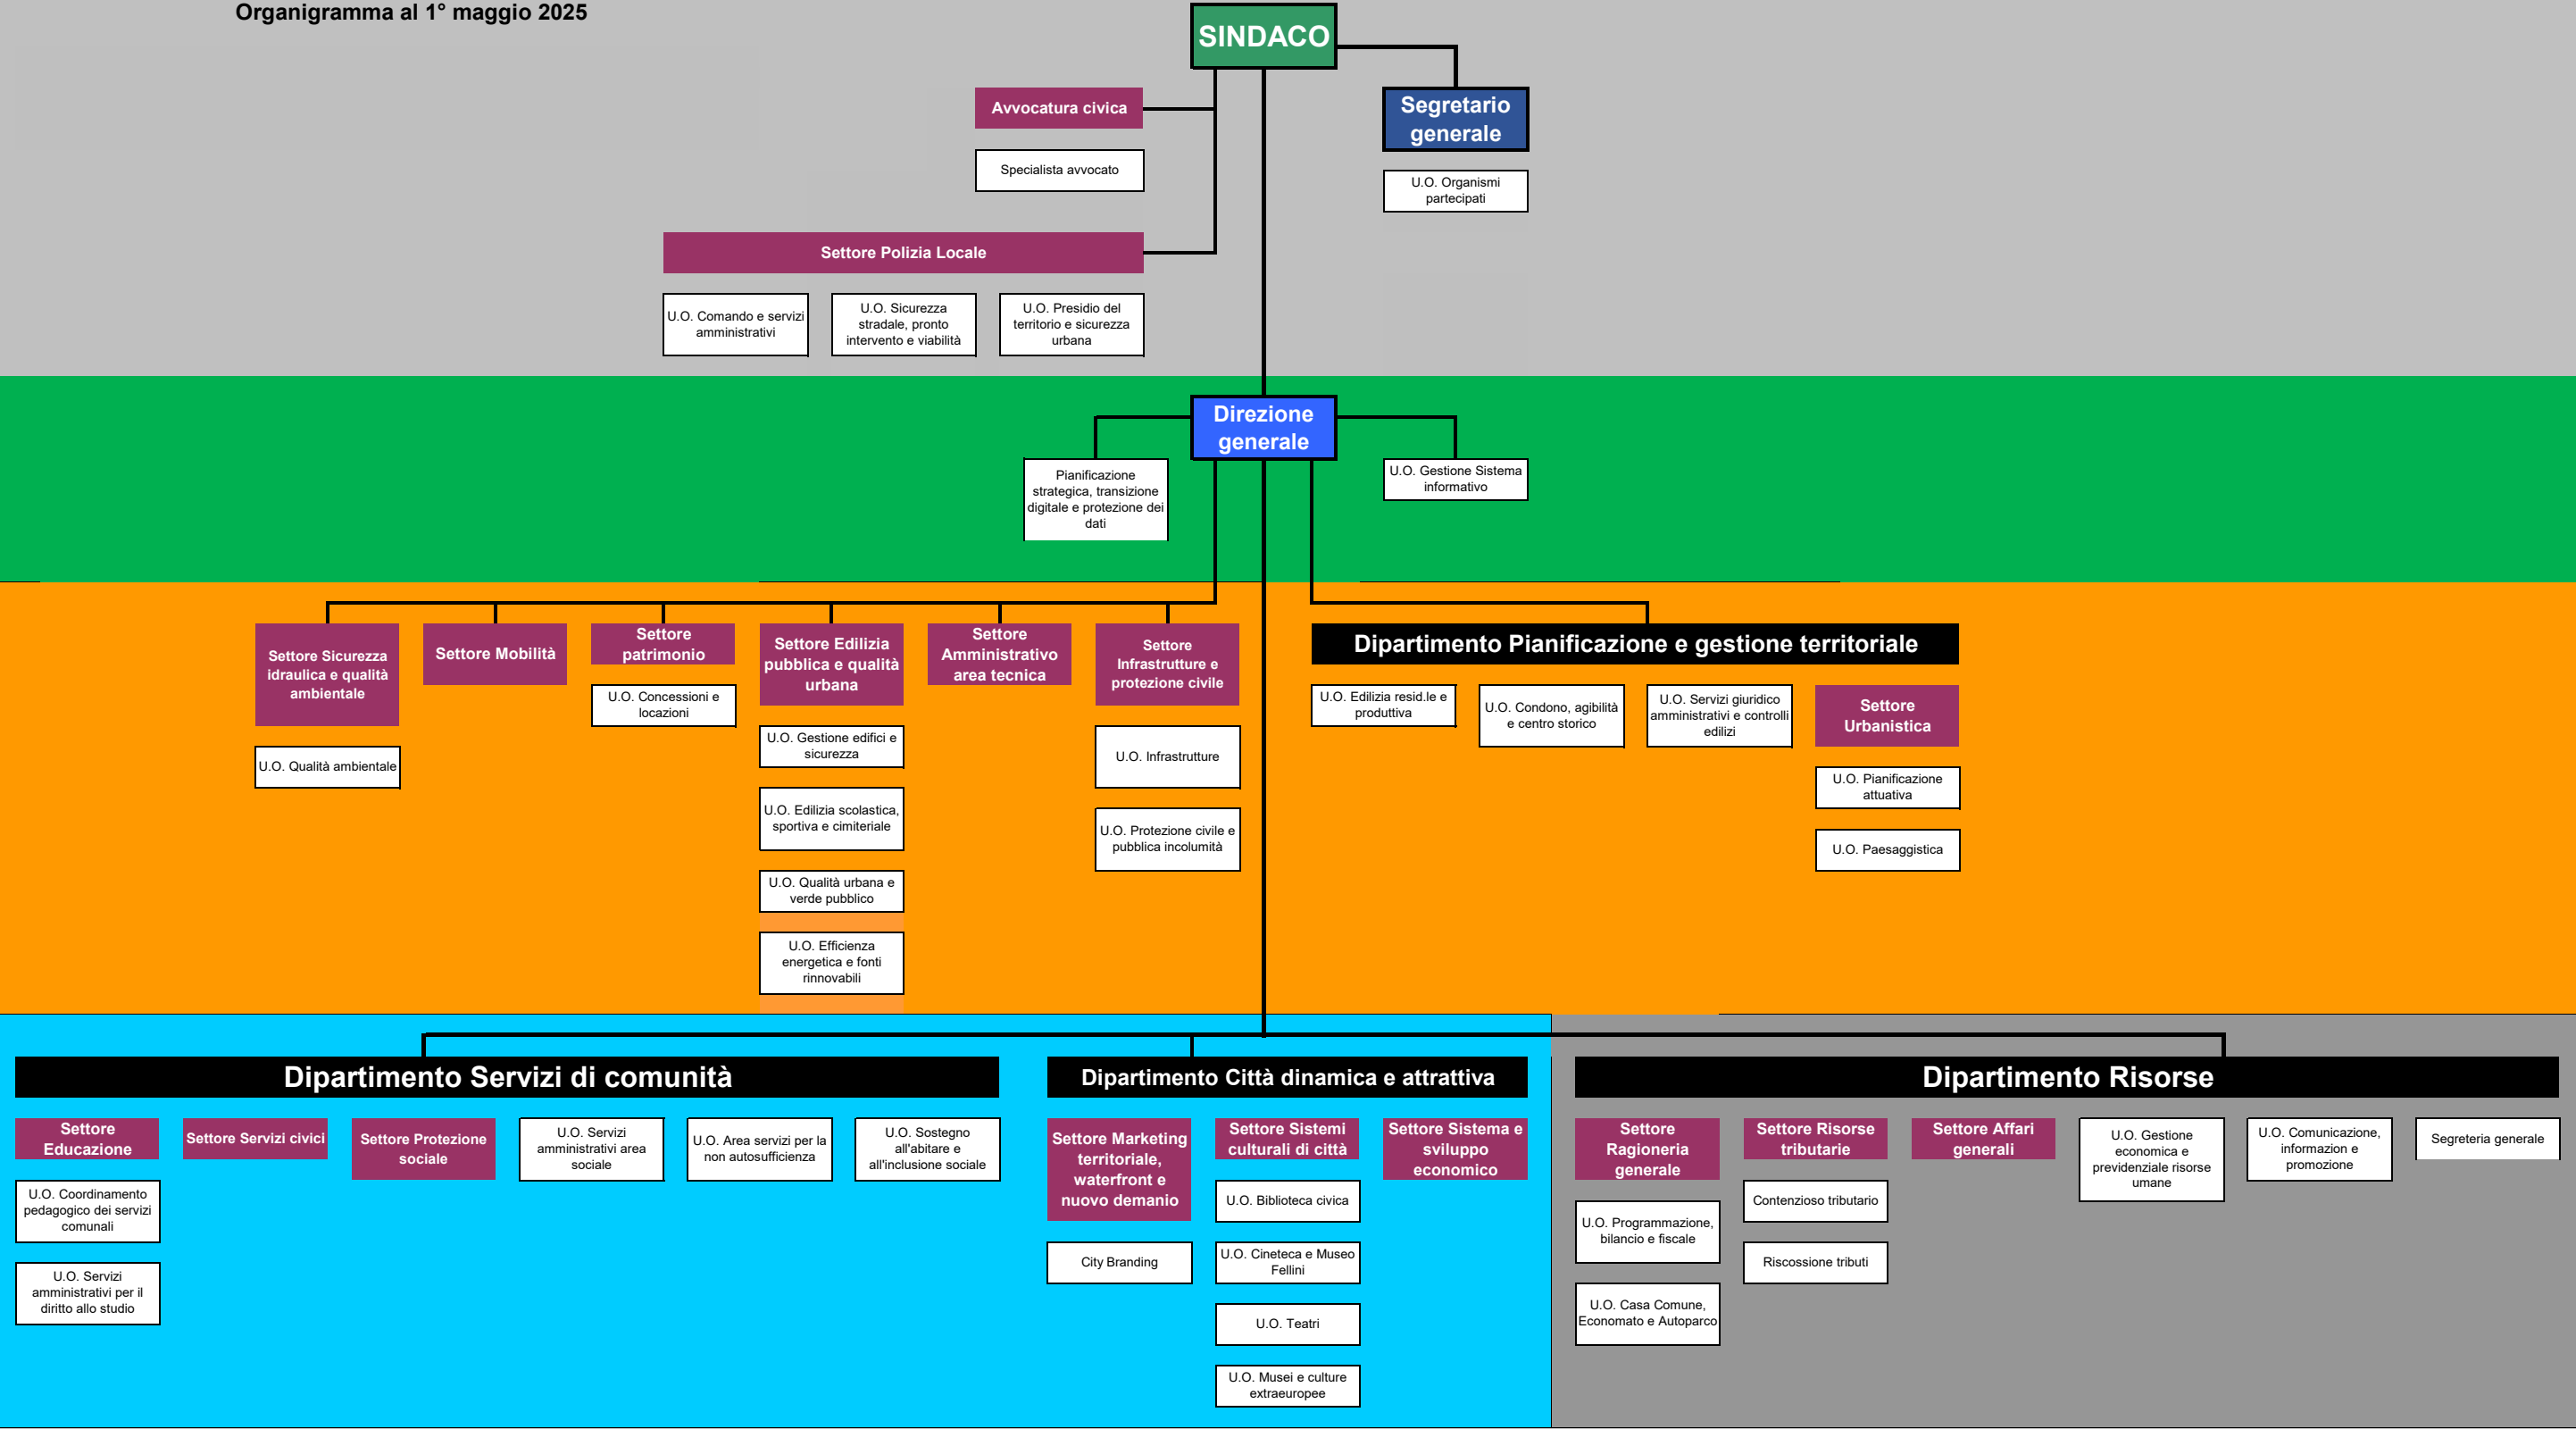 Organigramma al 1° maggio 2025
SINDACO
Avvocatura civica
Segretario
generale
Specialista avvocato
U.O. Organismi
partecipati
Settore Polizia Locale
U.O. Comando e servizi
amministrativi
U.O. Sicurezza
stradale, pronto
intervento e viabilità
U.O. Presidio del
territorio e sicurezza
urbana
Direzione
generale
Pianificazione
strategica, transizione
digitale e protezione dei
dati
U.O. Gestione Sistema
informativo
Settore Sicurezza
idraulica e qualità
ambientale
U.O. Qualità ambientale
Settore Mobilità
Settore
patrimonio
U.O. Concessioni e
locazioni
Settore Edilizia
pubblica e qualità
urbana
U.O. Gestione edifici e
sicurezza
U.O. Edilizia scolastica,
sportiva e cimiteriale
U.O. Qualità urbana e
verde pubblico
U.O. Efficienza
energetica e fonti
rinnovabili
Settore
Amministrativo
area tecnica
Settore
Infrastrutture e
protezione civile
U.O. Infrastrutture
U.O. Protezione civile e
pubblica incolumità
Dipartimento Pianificazione e gestione territoriale
U.O. Edilizia resid.le e
produttiva
U.O. Condono, agibilità
e centro storico
U.O. Servizi giuridico
amministrativi e controlli
edilizi
Settore
Urbanistica
U.O. Pianificazione
attuativa
U.O. Paesaggistica
Dipartimento Servizi di comunità
Settore
Educazione
U.O. Coordinamento
pedagogico dei servizi
comunali
U.O. Servizi
amministrativi per il
diritto allo studio
Settore Servizi civici
Settore Protezione
sociale
U.O. Servizi
amministrativi area
sociale
U.O. Area servizi per la
non autosufficienza
U.O. Sostegno
all'abitare e
all'inclusione sociale
Dipartimento Città dinamica e attrattiva
Settore Marketing
territoriale,
waterfront e
nuovo demanio
City Branding
Settore Sistemi
culturali di città
U.O. Biblioteca civica
U.O. Cineteca e Museo
Fellini
U.O. Teatri
U.O. Musei e culture
extraeuropee
Settore Sistema e
sviluppo
economico
Dipartimento Risorse
Settore
Ragioneria
generale
U.O. Programmazione,
bilancio e fiscale
U.O. Casa Comune,
Economato e Autoparco
Settore Risorse
tributarie
Contenzioso tributario
Riscossione tributi
Settore Affari
generali
U.O. Gestione
economica e
previdenziale risorse
umane
U.O. Comunicazione,
informazion e
promozione
Segreteria generale